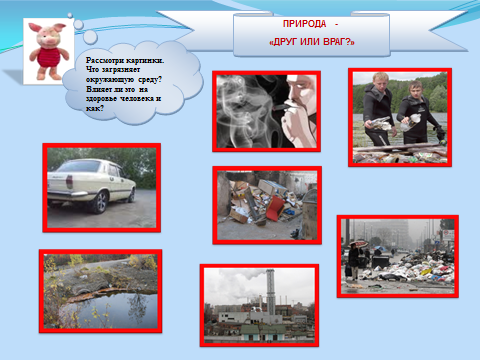 ПРИРОДА -
«ДРУГ ИЛИ ВРАГ?»
Рассмотри картинки.
Что загрязняет
окружающую среду?
Влияет ли это на
здоровье человека и
как?